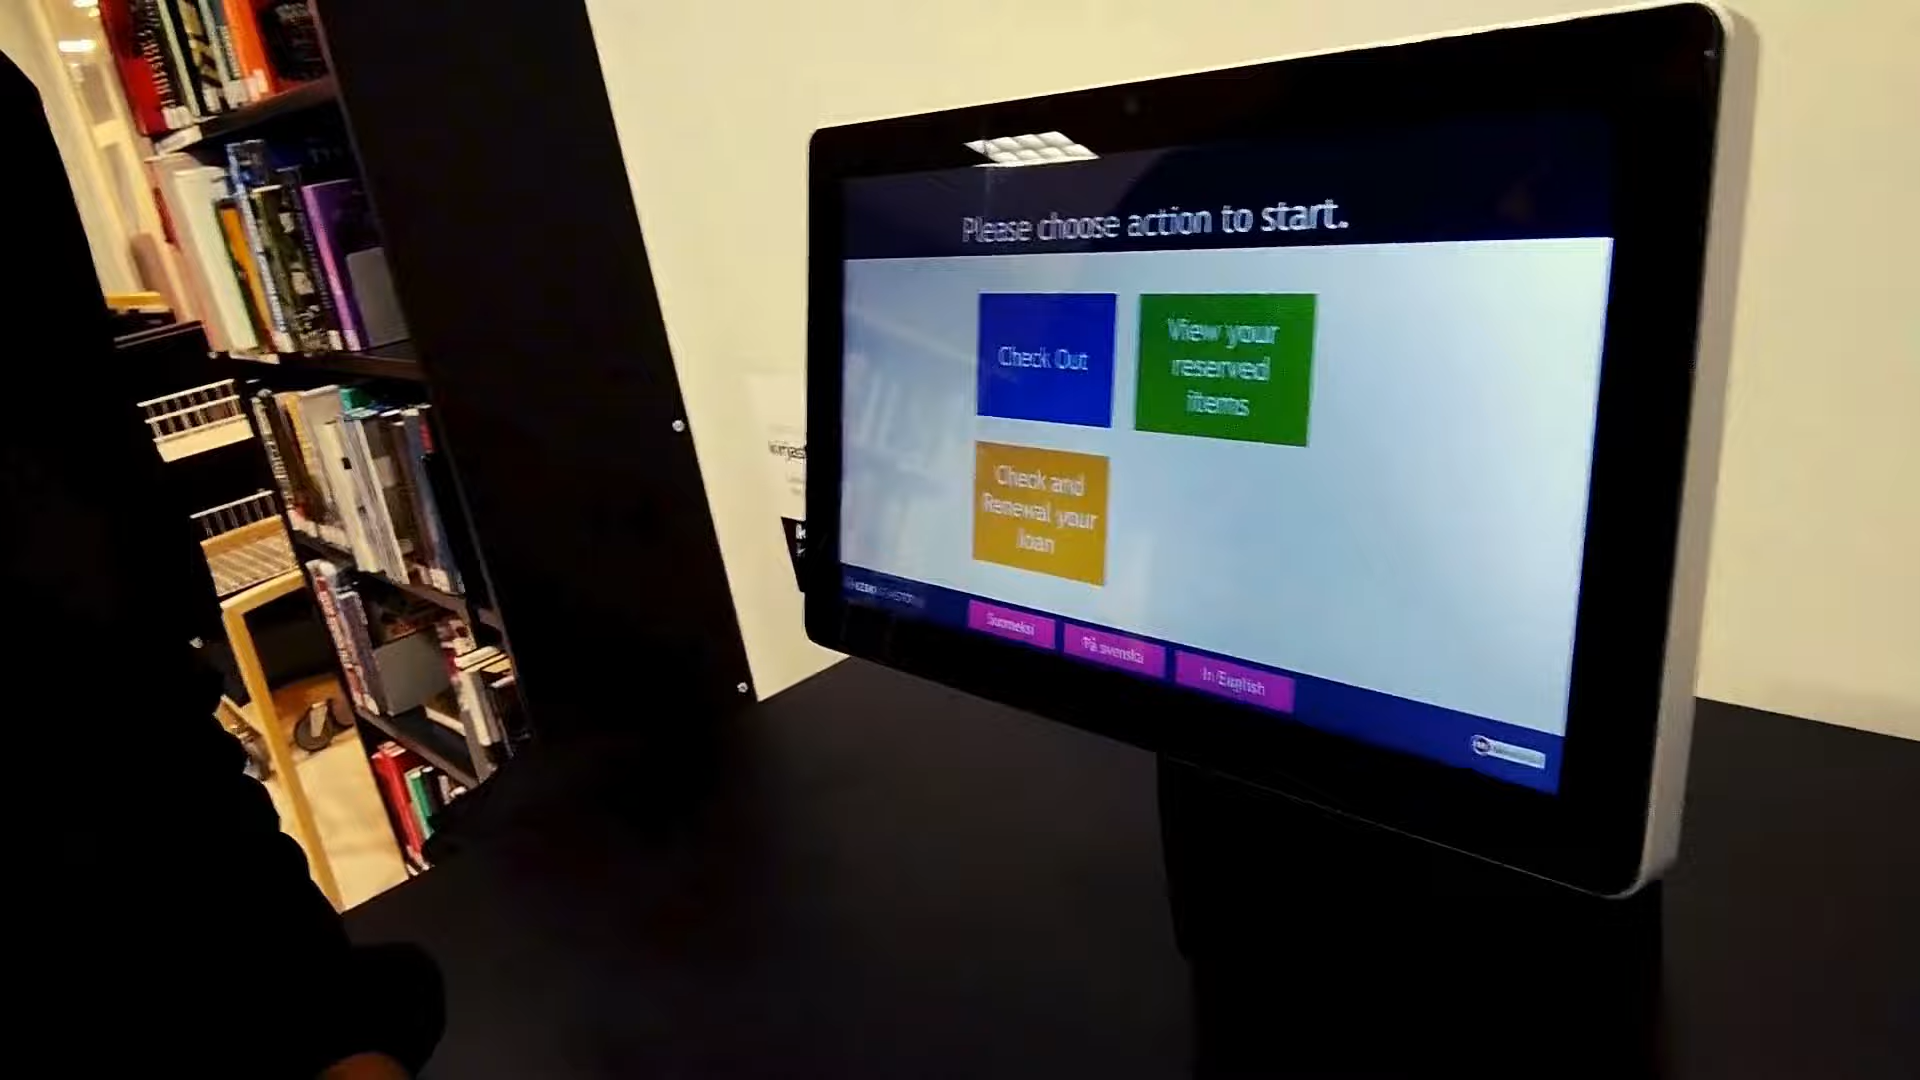 Please choose action to start.
Check Out
View your
reserved
items
Check and
Renewal your
loan
Suomeksi
På svenska
In English